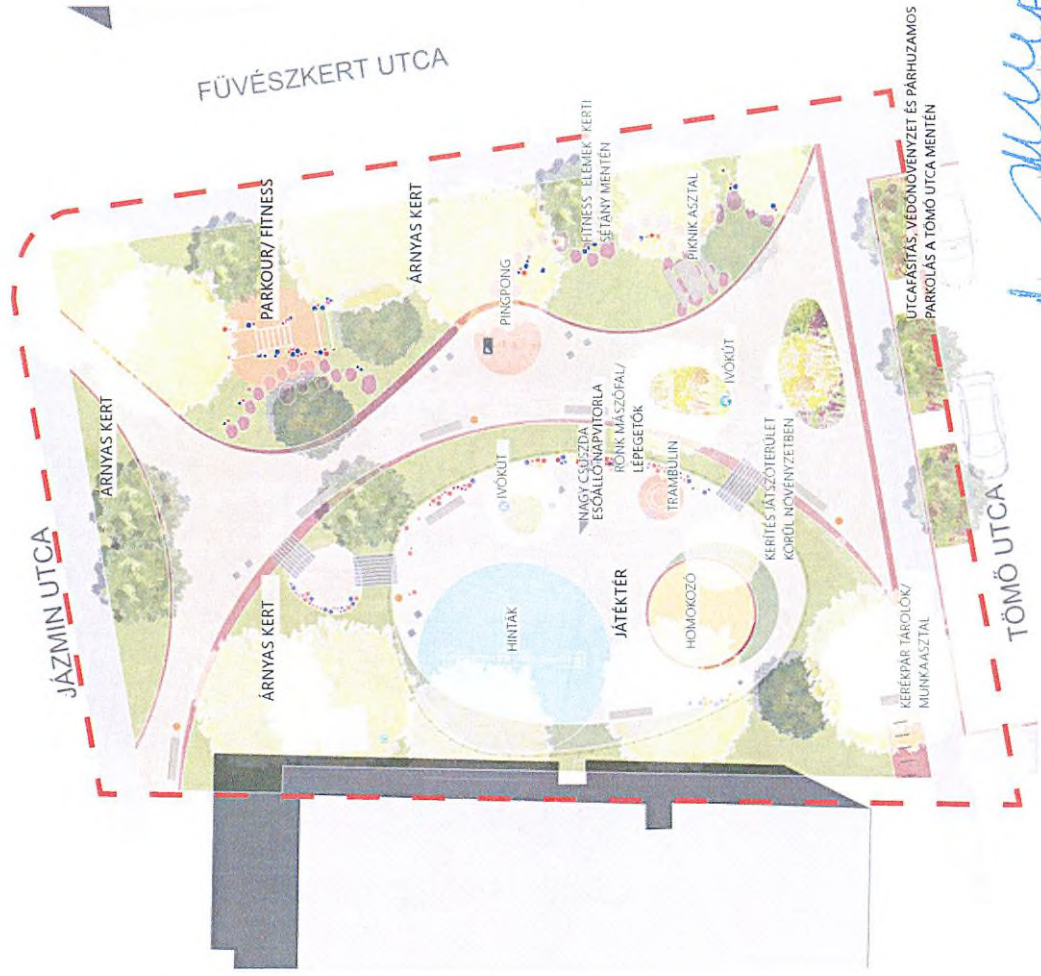 FÜVÉSZKERT UTCA
JÁZMIN UTCA
ÁRNYAS KERT
PARKOUR/ FITNESS
ÁRNYAS KERT
PINGPONG
FITNESS ELEMEK KERTI
SÉTÁNY MENTÉN
PIKNIK ASZTAL
UTCAFÁSÍTÁS, VÉDŐNÖVÉNYZET ÉS PÁRHUZAMOS
PARKOLÁS A TÖMŐ UTCA MENTÉN
ÁRNYAS KERT
IVÓKÚT
NAGY CSÚSZDA
ESŐÁLLÓ NAPVITORLA
RÖNK MÁSZÓFAL/
LÉPEGETŐK
IVÓKÚT
TRAMBULIN
KERÍTÉS JÁTSZÓTERÜLET
KÖRÜL NÖVÉNYZETBEN
HINTÁK
JÁTÉKTÉR
HOMOKOZÓ
KERÉKPÁR TÁROLÓK/
MUNKAASZTAL
TÖMŐ UTCA